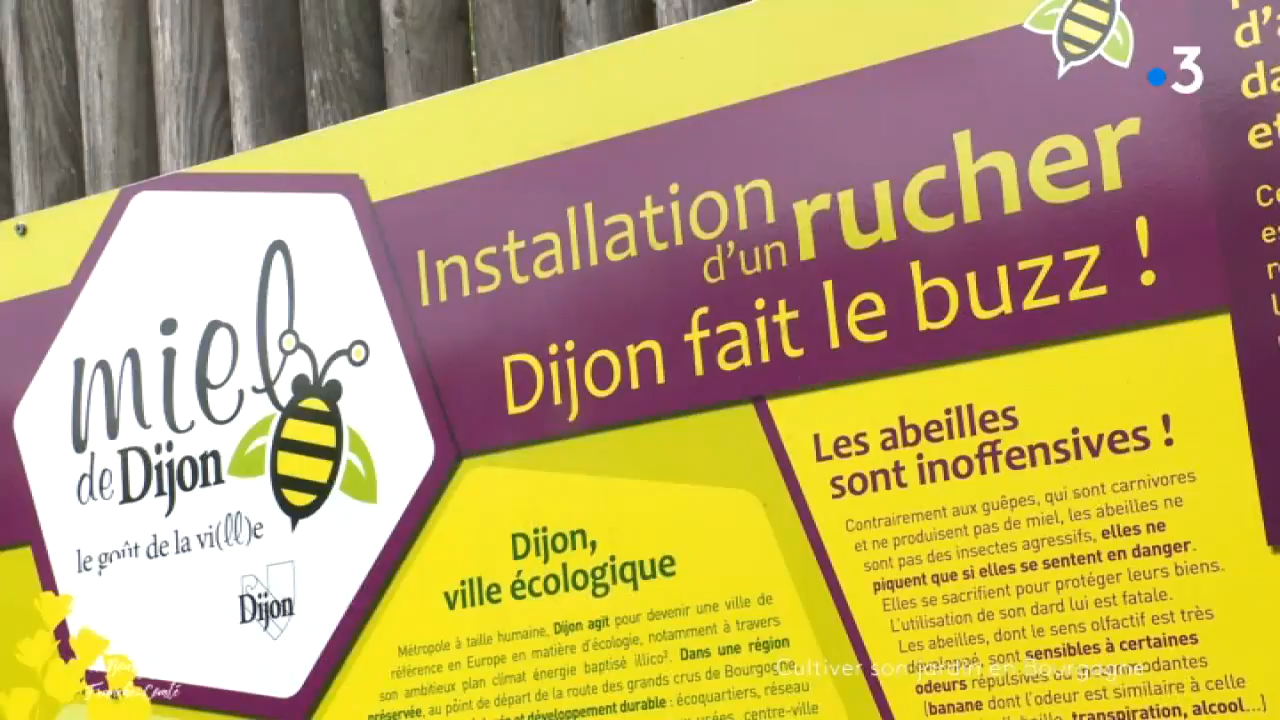 3
Installation
d'un rucher
Dijon fait le buzz !
miel
de Dijon
le goût de la vi(ll)e
Dijon
Dijon,
ville écologique
Métropole à taille humaine, Dijon agit pour devenir une ville de
référence en Europe en matière d'écologie, notamment à travers
son ambitieux plan climat énergie baptisé illico². Dans une région
préservée, au point de départ de la route des grands crus de Bourgogne
et développement durable : écoquartiers, réseau
centre-ville
Les abeilles
sont inoffensives !
Contrairement aux guêpes, qui sont carnivores
et ne produisent pas de miel, les abeilles ne
sont pas des insectes agressifs, elles ne
piquent que si elles se sentent en danger.
Elles se sacrifient pour protéger leurs biens.
L'utilisation de son dard lui est fatale.
Les abeilles, dont le sens olfactif est très
sont sensibles à certaines
odeurs répulsives ou
(banane dont l'odeur est similaire à celle
transpiration, alcool...)
d'
da
et
Cultiver son jardin en Bourgogne
Franche-Comté